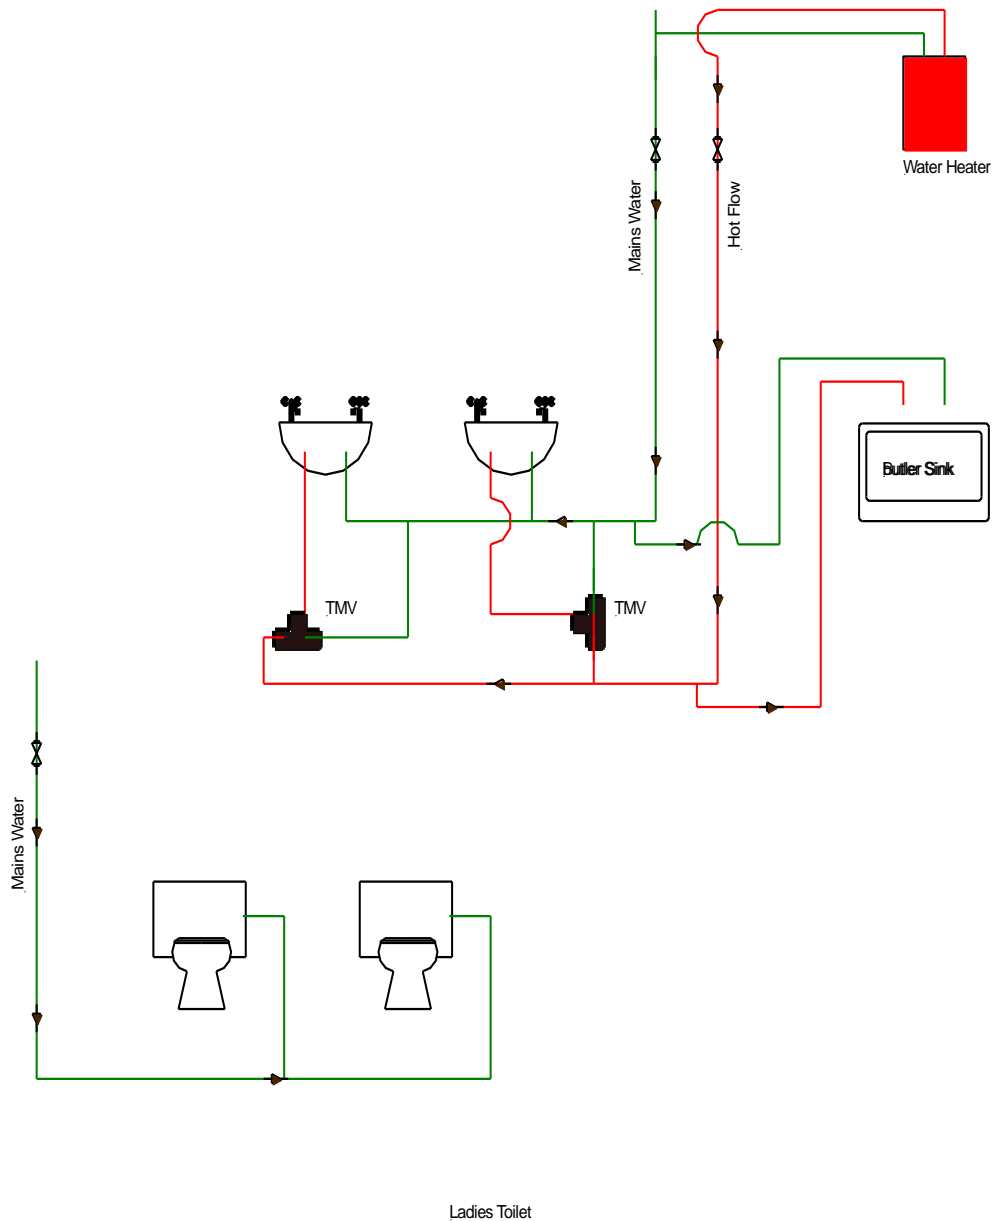 Water Heater
Mains Water
Hot Flow
Butler Sink
TMV
TMV
Mains Water
Ladies Toilet